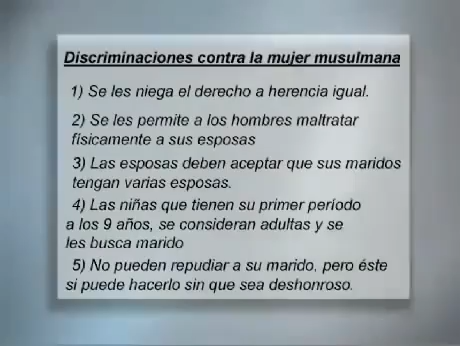 Discriminaciones contra la mujer musulmana
1) Se les niega el derecho a herencia igual.
2) Se les permite a los hombres maltratar
físicamente a sus esposas
3) Las esposas deben aceptar que sus maridos
tengan varias esposas.
4) Las niñas que tienen su primer período
a los 9 años, se consideran adultas y se
les busca marido
5) No pueden repudiar a su marido, pero éste
si puede hacerlo sin que sea deshonroso.